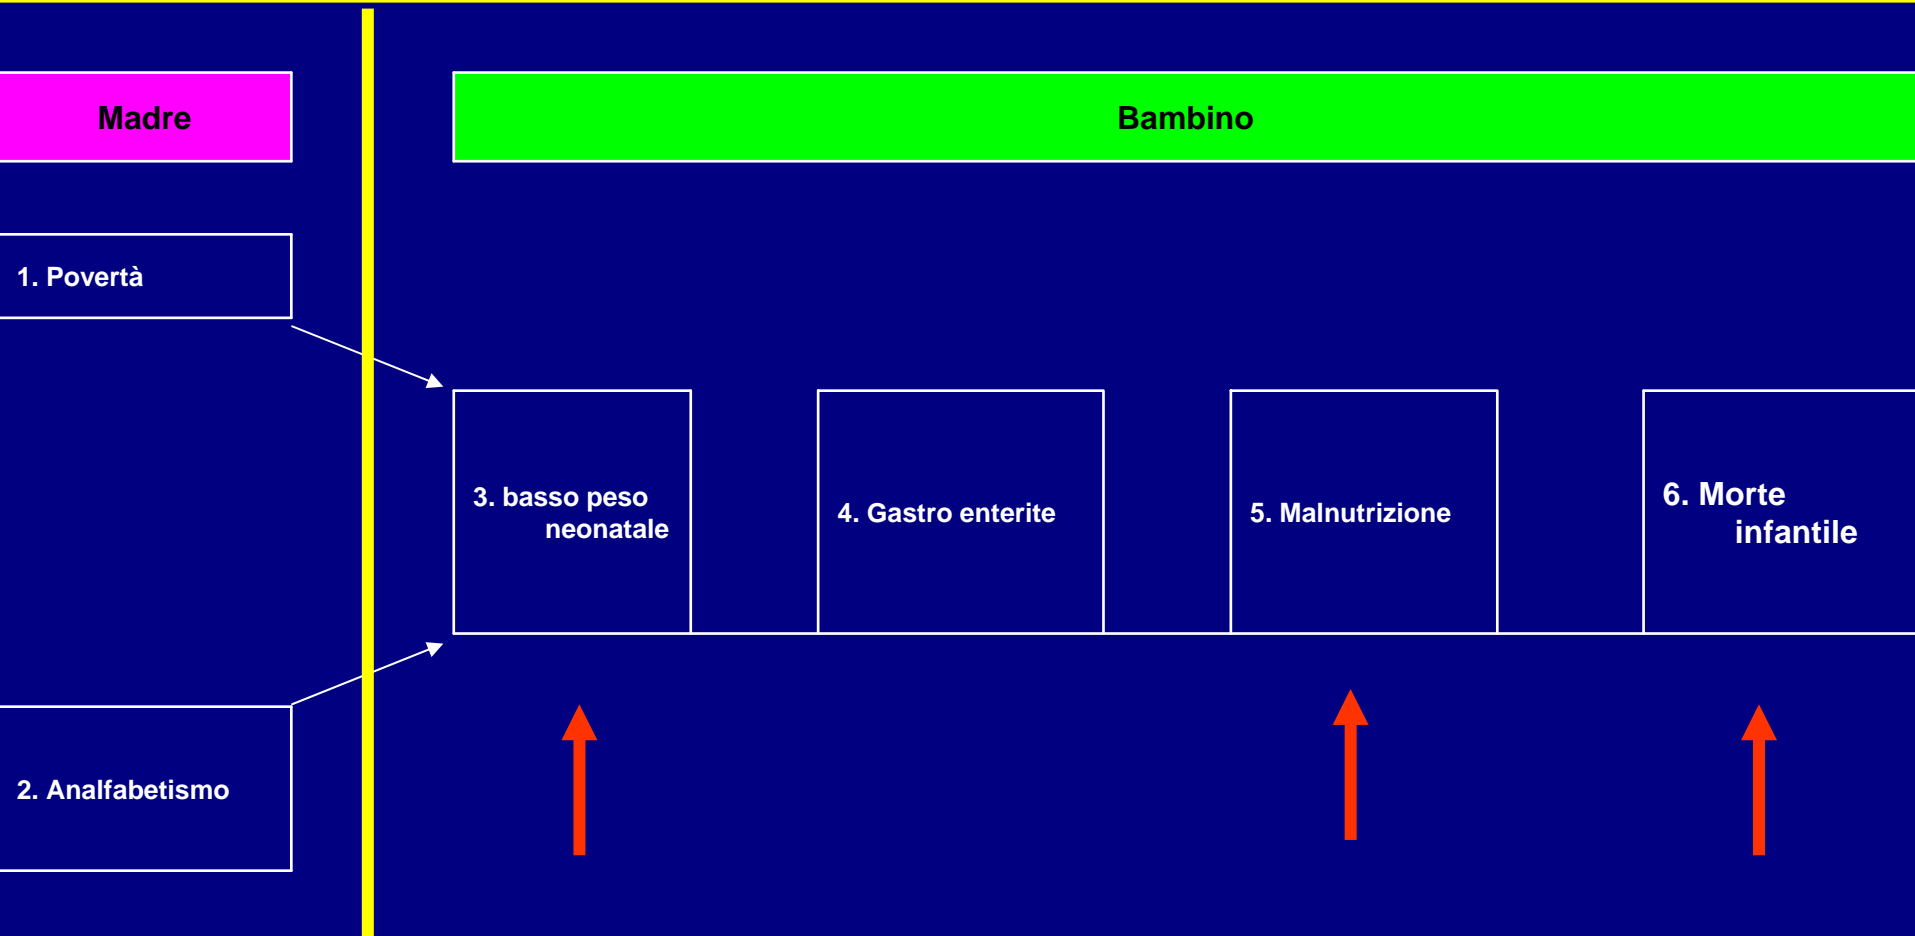 Madre
Bambino
1. Povertà
3. basso peso
neonatale
4. Gastro enterite
5. Malnutrizione
6. Morte
infantile
2. Analfabetismo